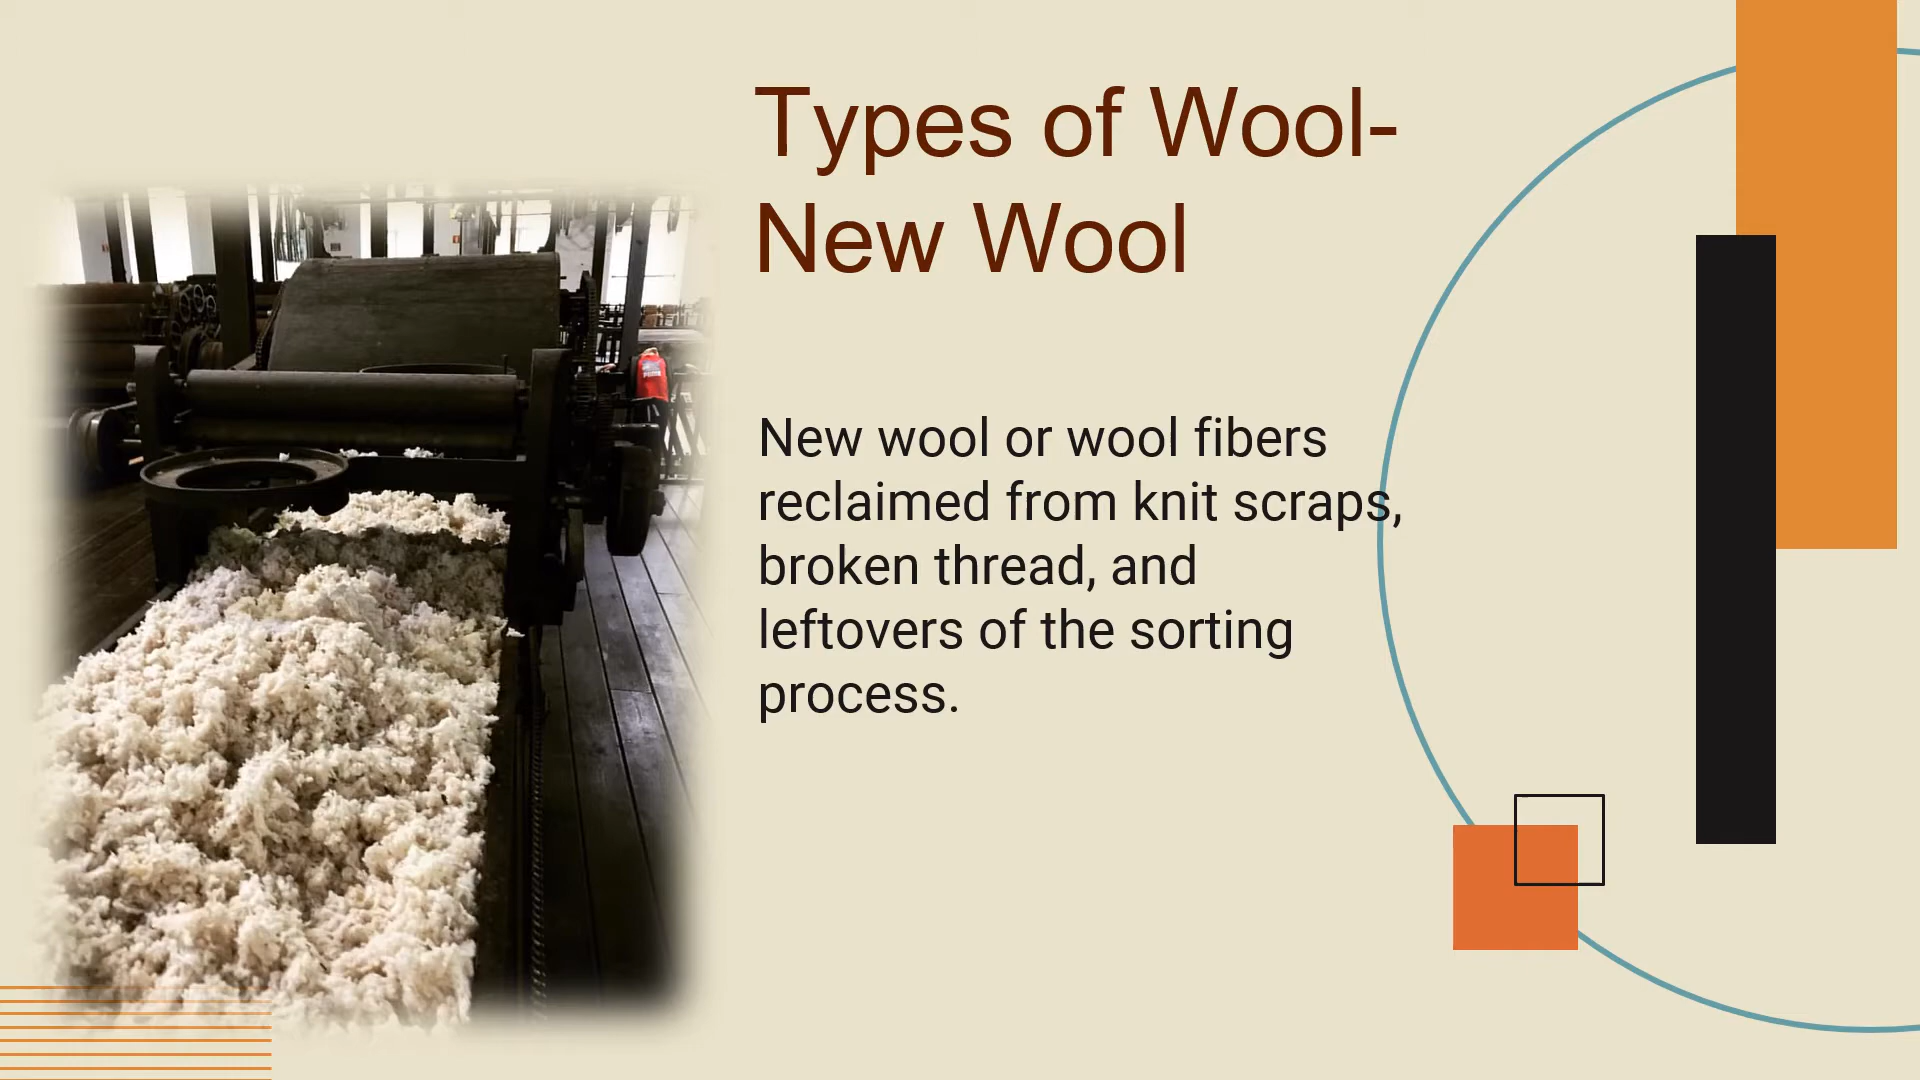 Types of Wool-
New Wool
New wool or wool fibers
reclaimed from knit scraps,
broken thread, and
leftovers of the sorting
process.